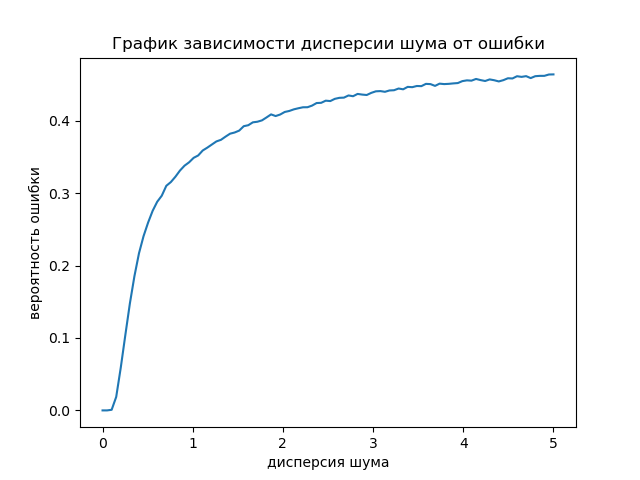 График зависимости дисперсии шума от ошибки
вероятность ошибки
0.4
0.3
0.2
0.1
0.0
0 1 2 3 4 5
дисперсия шума